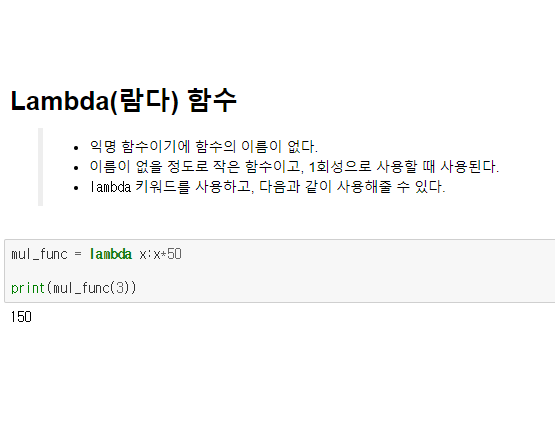 Lambda(람다) 함수
익명 함수이기에 함수의 이름이 없다.
이름이 없을 정도로 작은 함수이고, 1회성으로 사용할 때 사용된다.
lambda 키워드를 사용하고, 다음과 같이 사용해줄 수 있다.
mul_func = lambda x:x*50
print(mul_func(3))
150